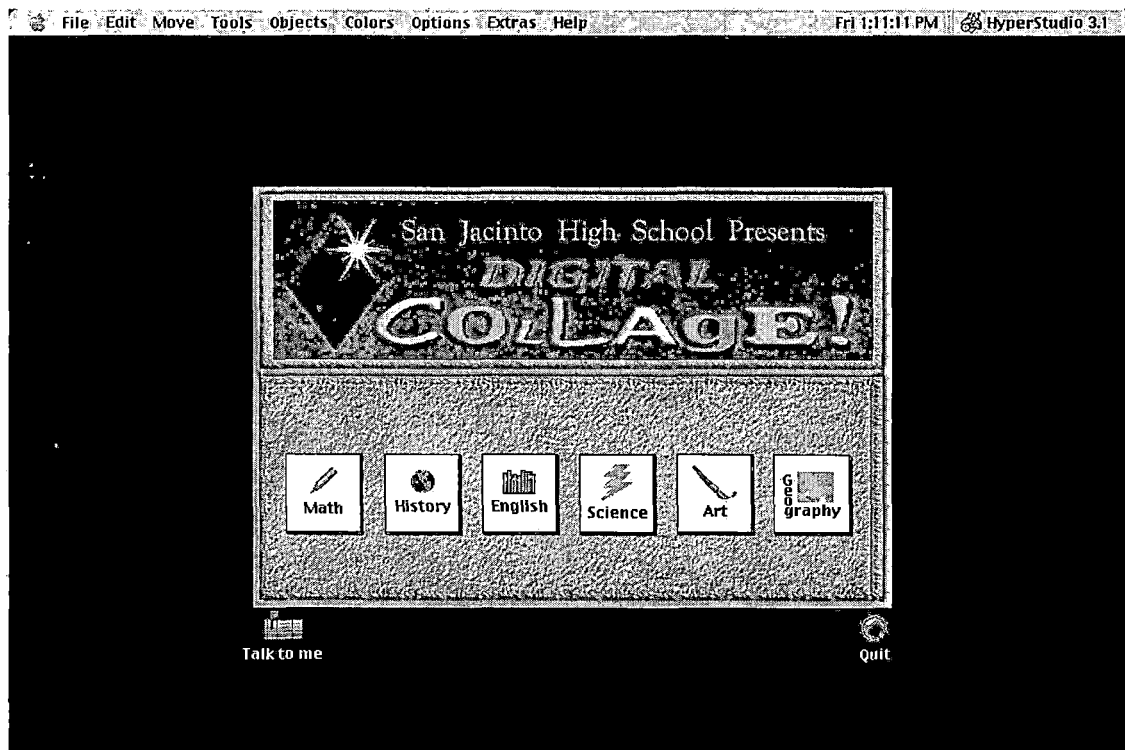 File Edit Move Tools Objects Colors Options Extras Help Fri 1:11:11 PM HyperStudio 3.1
San Jacinto High School Presents
DIGITAL
COLLAgE!
Math History English Science Art Geography
Talk to me Quit